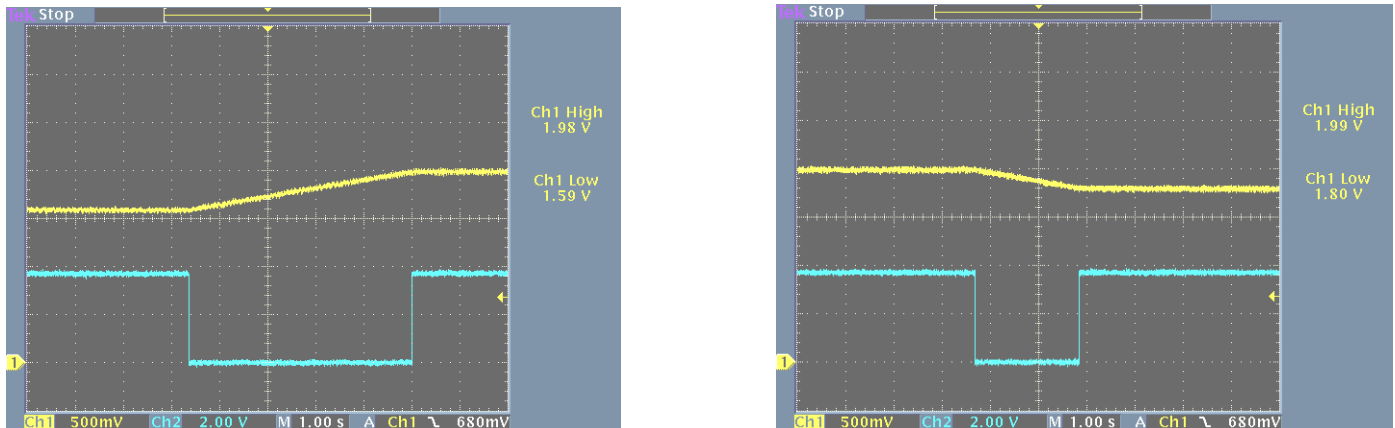 Tek Stop
Ch1 High
1.98 V
Ch1 Low
1.59 V
1
Ch1 500mV Ch2 2.00 V M 1.00 s A Ch1 680mV
Tek Stop
Ch1 High
1.99 V
Ch1 Low
1.80 V
1
Ch1 500mV Ch2 2.00 V M 1.00 s A Ch1 680mV